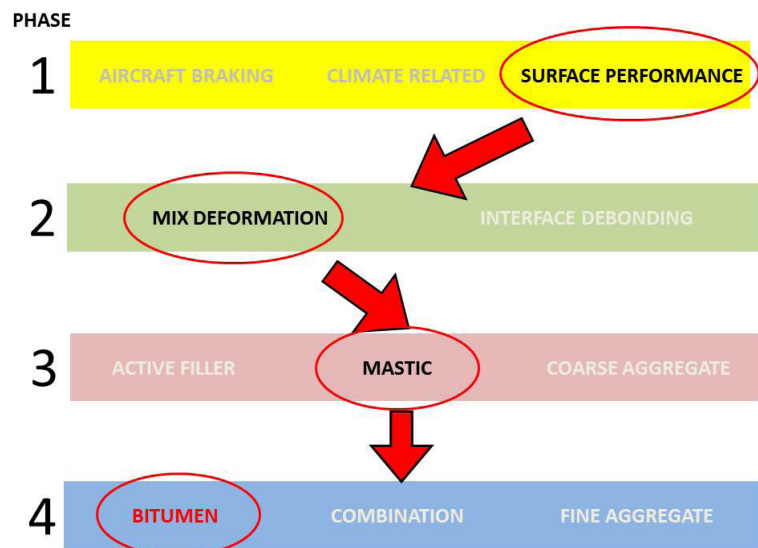 PHASE
1
AIRCRAFT BRAKING CLIMATE RELATED SURFACE PERFORMANCE
2
MIX DEFORMATION INTERFACE DEBONDING
3
ACTIVE FILLER MASTIC COARSE AGGREGATE
4
BITUMEN COMBINATION FINE AGGREGATE